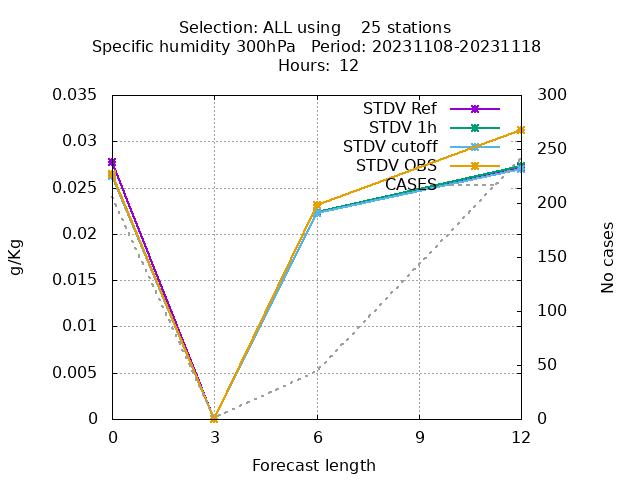 Selection: ALL using    25 stations
Specific humidity 300hPa   Period: 20231108-20231118
Hours:  12
0.035
0.03
0.025
0.02
0.015
0.01
0.005
0
g/Kg
STDV Ref
STDV 1h
STDV cutoff
STDV OBS
CASES
300
250
200
150
100
50
0
No cases
0 3 6 9 12
Forecast length